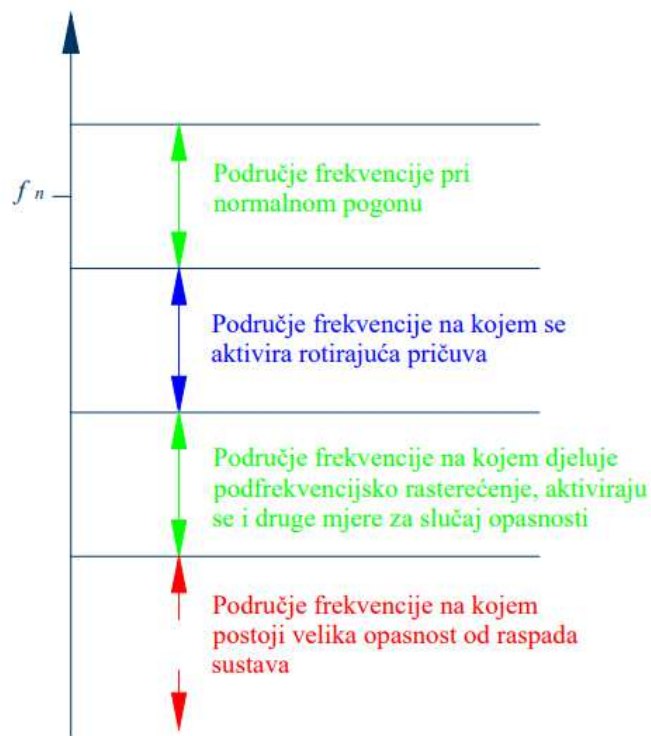 Područje frekvencije pri
normalnom pogonu
f n
Područje frekvencije na kojem se
aktivira rotirajuća pričuva
Područje frekvencije na kojem djeluje
podfrekvencijsko rasterećenje, aktiviraju
se i druge mjere za slučaj opasnosti
Područje frekvencije na kojem
postoji velika opasnost od raspada
sustava